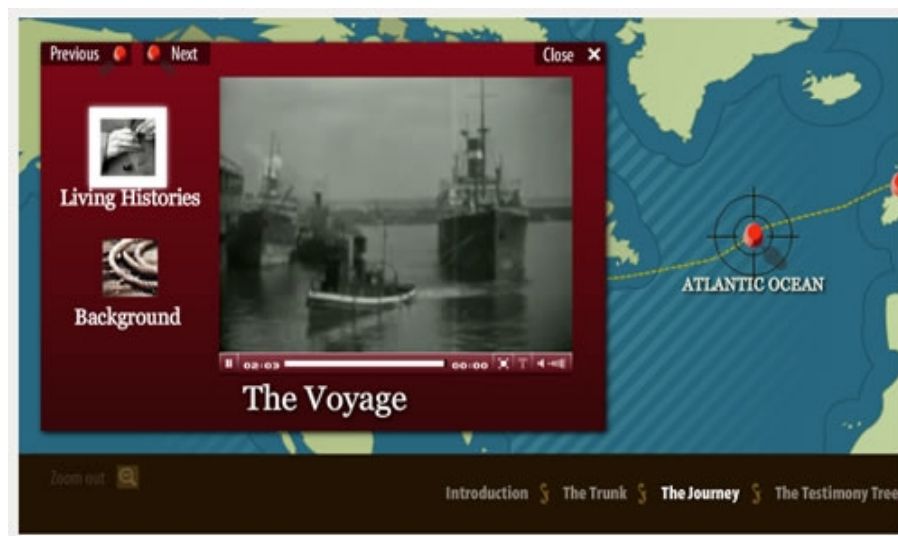 Previous Next Close
Living Histories
Background
02:03 00:00
The Voyage
ATLANTIC OCEAN
Zoom out
Introduction The Trunk The Journey The Testimony Tree